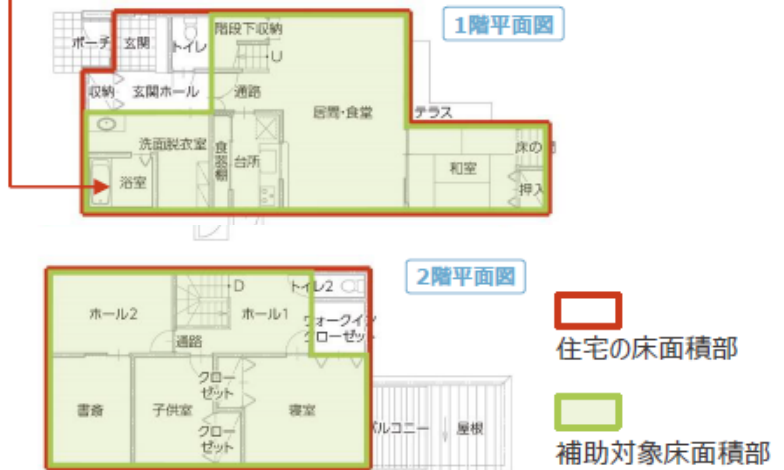 1階平面図
階段下収納
ポーチ
玄関
トイレ
U
収納
玄関ホール
通路
居間・食堂
テラス
洗面脱衣室
食器棚
台所
和室
床の間
浴室
押入
2階平面図
D
トイレ2
ホール2
ホール1
ウォークインクローゼット
通路
クローゼット
書斎
子供室
寝室
クローゼット
バルコニー
屋根
住宅の床面積部
補助対象床面積部